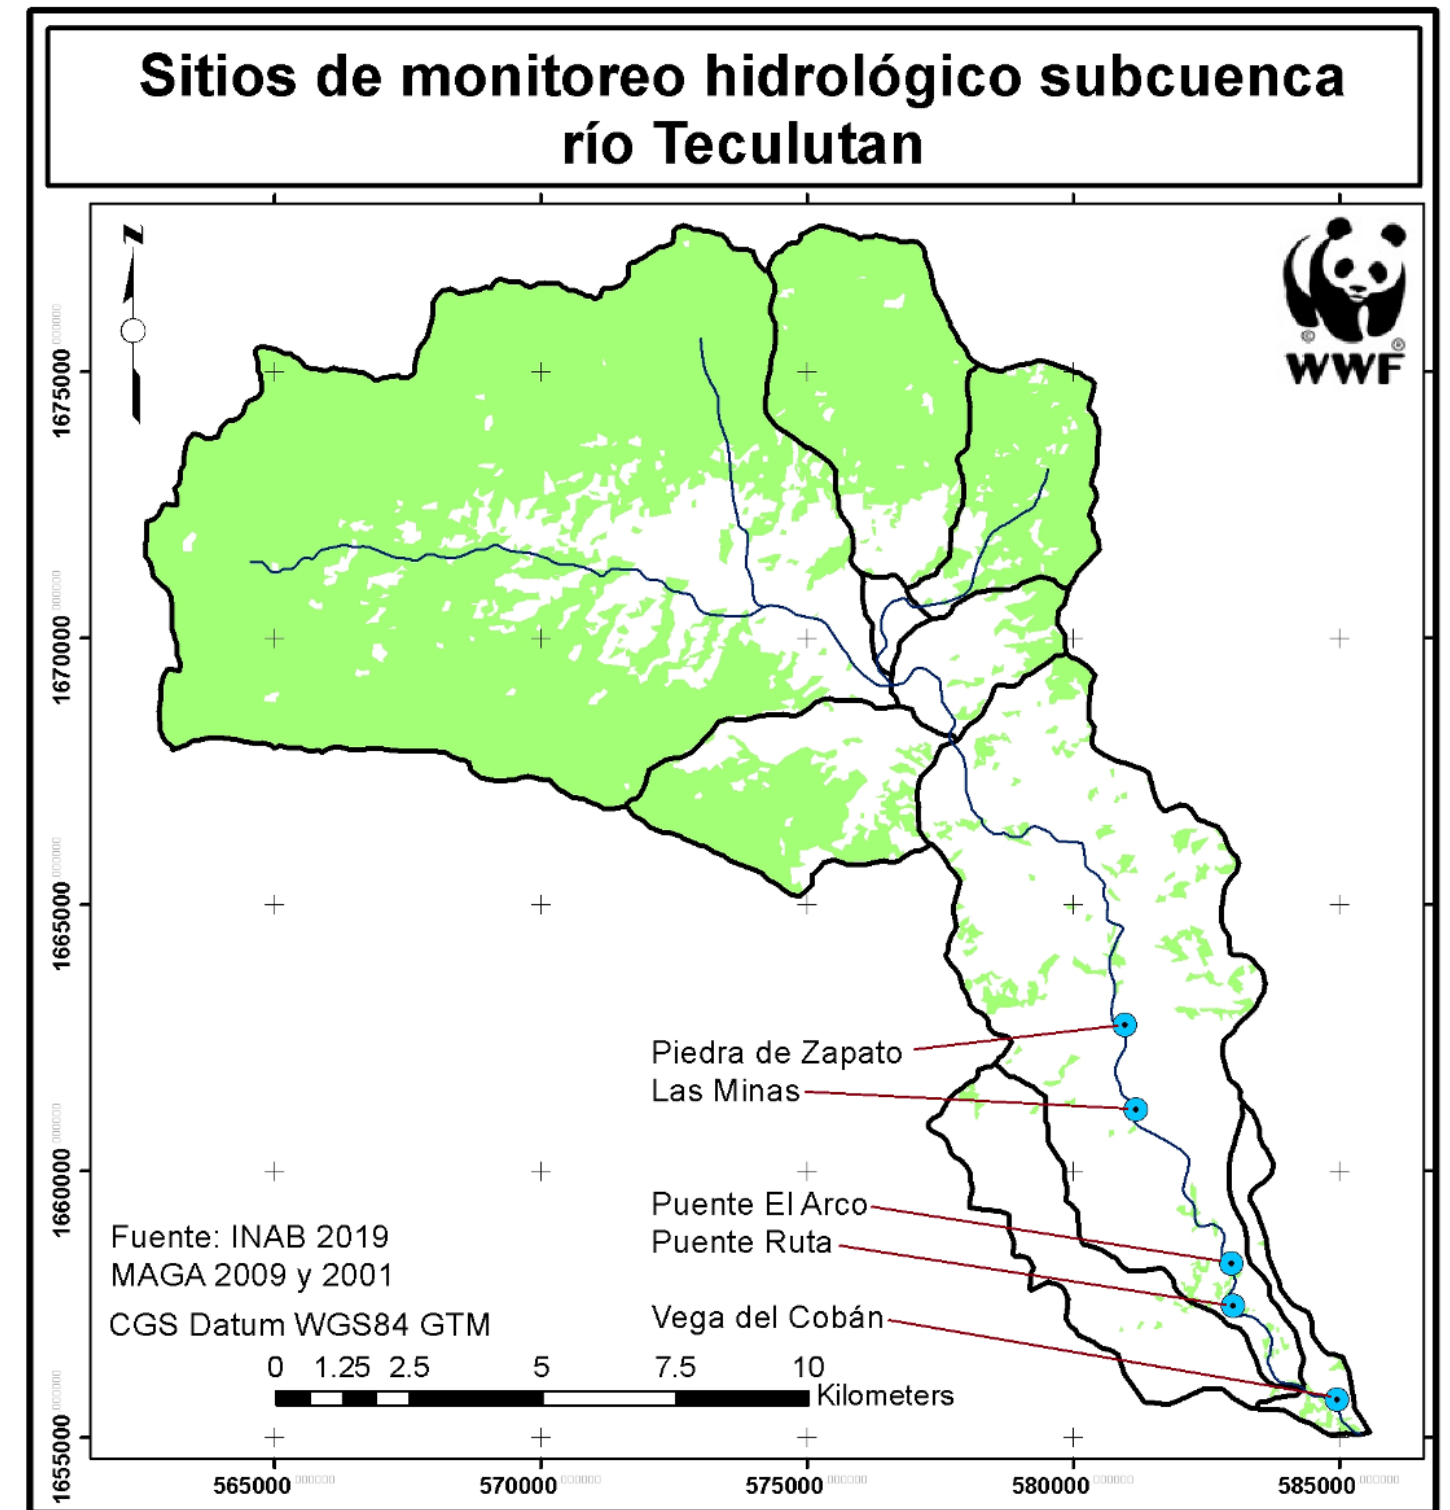 Sitios de monitoreo hidrológico subcuenca
río Teculutan
N
©
®
WWF
1675000
1670000
1665000
1660000
1655000
Piedra de Zapato
Las Minas
Puente El Arco
Puente Ruta
Vega del Cobán
Fuente: INAB 2019
MAGA 2009 y 2001
CGS Datum WGS84 GTM
0 1.25 2.5 5 7.5 10
Kilometers
565000 570000 575000 580000 585000